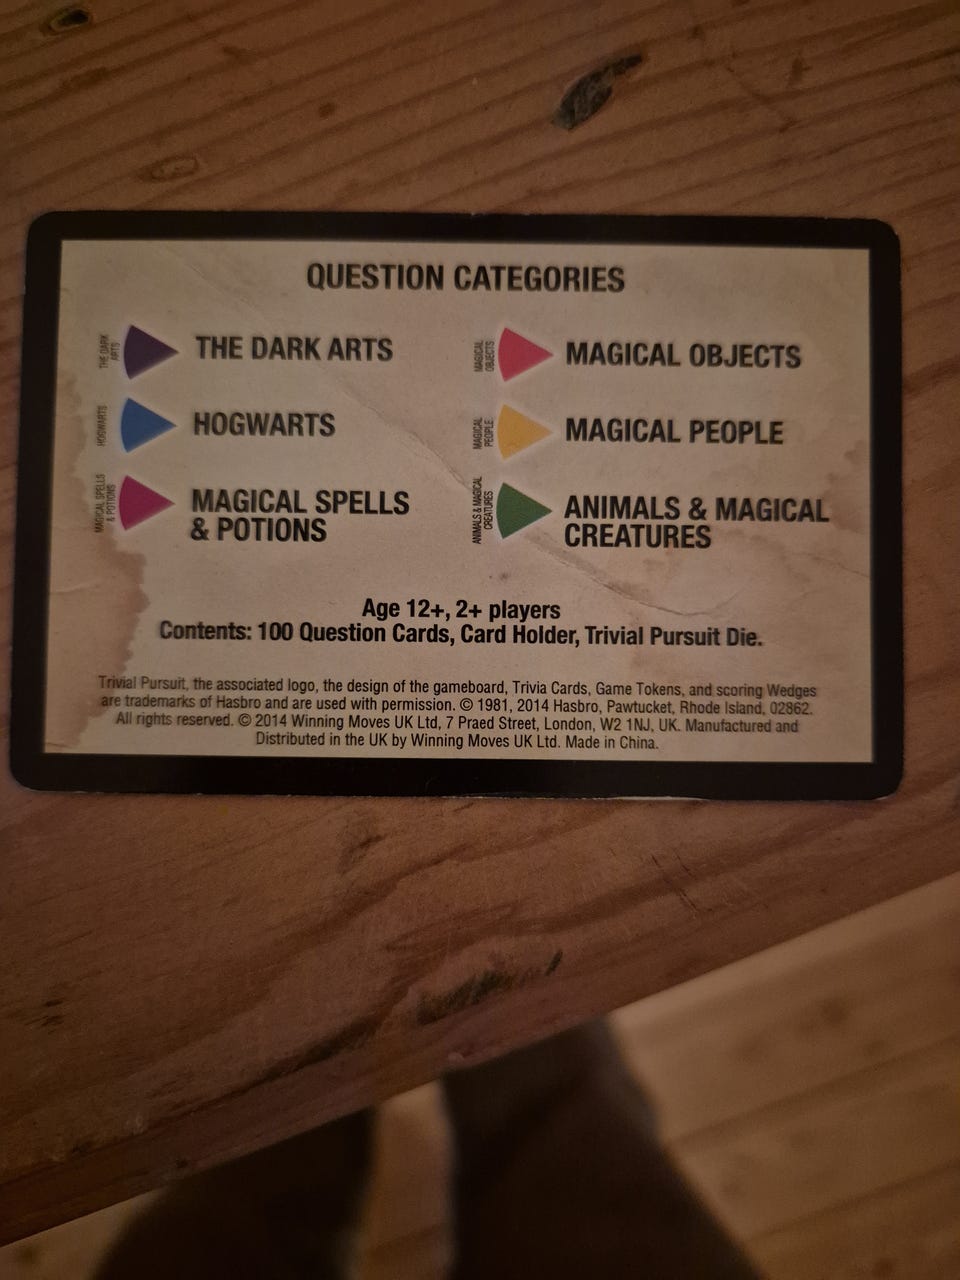 QUESTION CATEGORIES
THE DARK ARTS
THE DARK
ARTS
HOGWARTS
HOGWARTS
MAGICAL SPELLS
& POTIONS
MAGICAL SPELLS
& POTIONS
MAGICAL
OBJECTS
MAGICAL OBJECTS
MAGICAL
PEOPLE
MAGICAL PEOPLE
ANIMALS & MAGICAL
CREATURES
ANIMALS & MAGICAL
CREATURES
Age 12+, 2+ players
Contents: 100 Question Cards, Card Holder, Trivial Pursuit Die.
Trivial Pursuit, the associated logo, the design of the gameboard, Trivia Cards, Game Tokens, and scoring Wedges
are trademarks of Hasbro and are used with permission. © 1981, 2014 Hasbro, Pawtucket, Rhode Island, 02862.
All rights reserved. © 2014 Winning Moves UK Ltd, 7 Praed Street, London, W2 1NJ, UK. Manufactured and
Distributed in the UK by Winning Moves UK Ltd. Made in China.